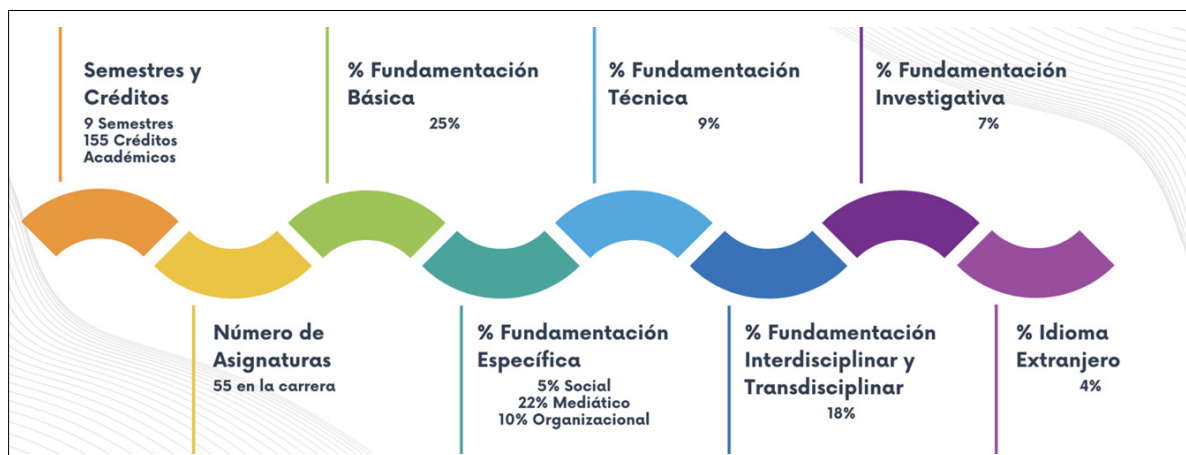 Semestres y
Créditos
9 Semestres
155 Créditos
Académicos
Número de
Asignaturas
55 en la carrera
% Fundamentación
Básica
25%
% Fundamentación
Específica
5% Social
22% Mediático
10% Organizacional
% Fundamentación
Técnica
9%
% Fundamentación
Interdisciplinar y
Transdisciplinar
18%
% Fundamentación
Investigativa
7%
% Idioma
Extranjero
4%